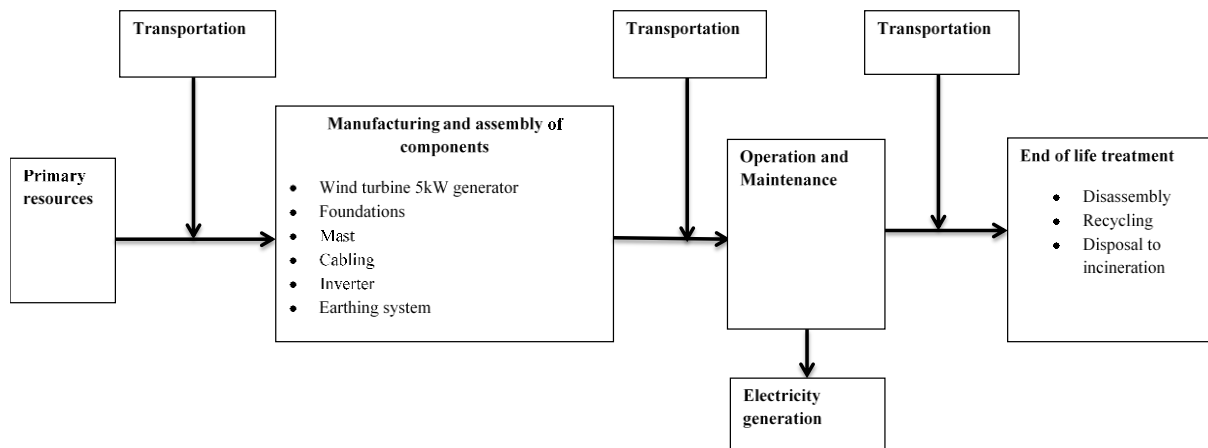 Transportation
Transportation
Transportation
Primary
resources
Manufacturing and assembly of
components
• Wind turbine 5kW generator
• Foundations
• Mast
• Cabling
• Inverter
• Earthing system
Operation and
Maintenance
End of life treatment
• Disassembly
• Recycling
• Disposal to
incineration
Electricity
generation